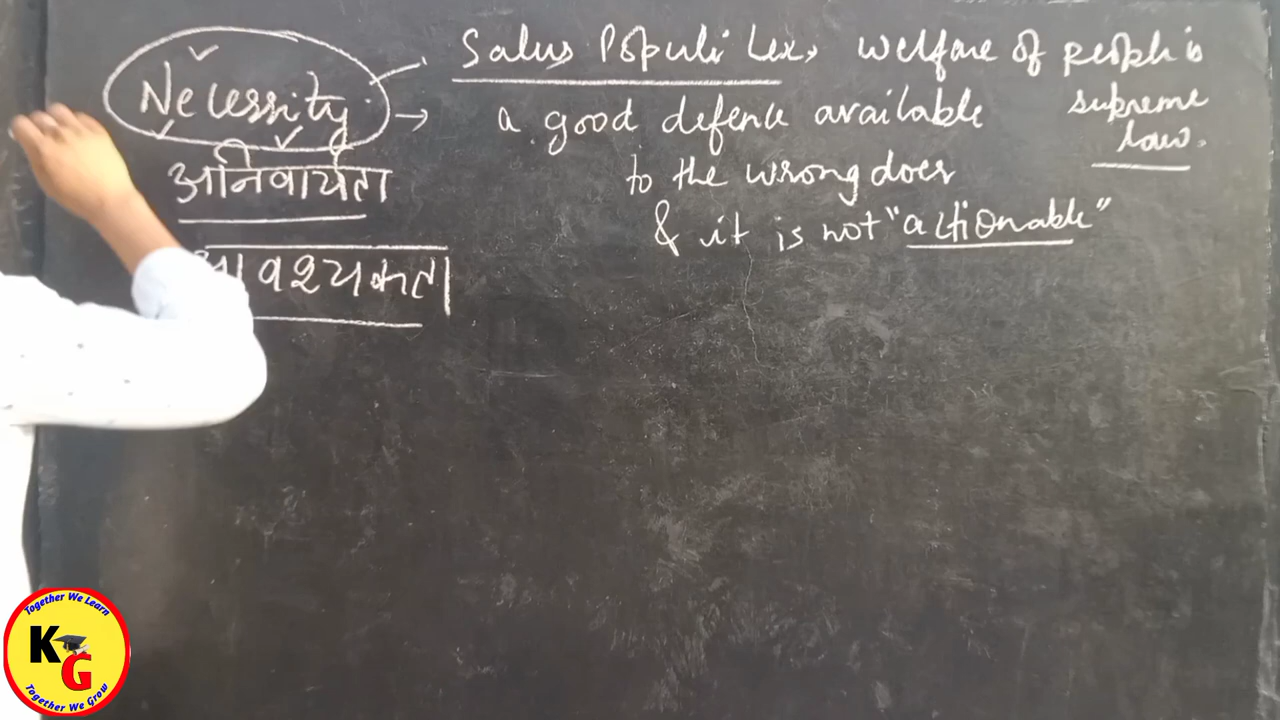 Necessity → Salus Populi Lex, welfare of people is
supreme
law.
→ a good defence available
to the wrong doer
& it is not "actionable"
अनिवार्यता
आवश्यकता
Together We Learn
KG
Together We Grow